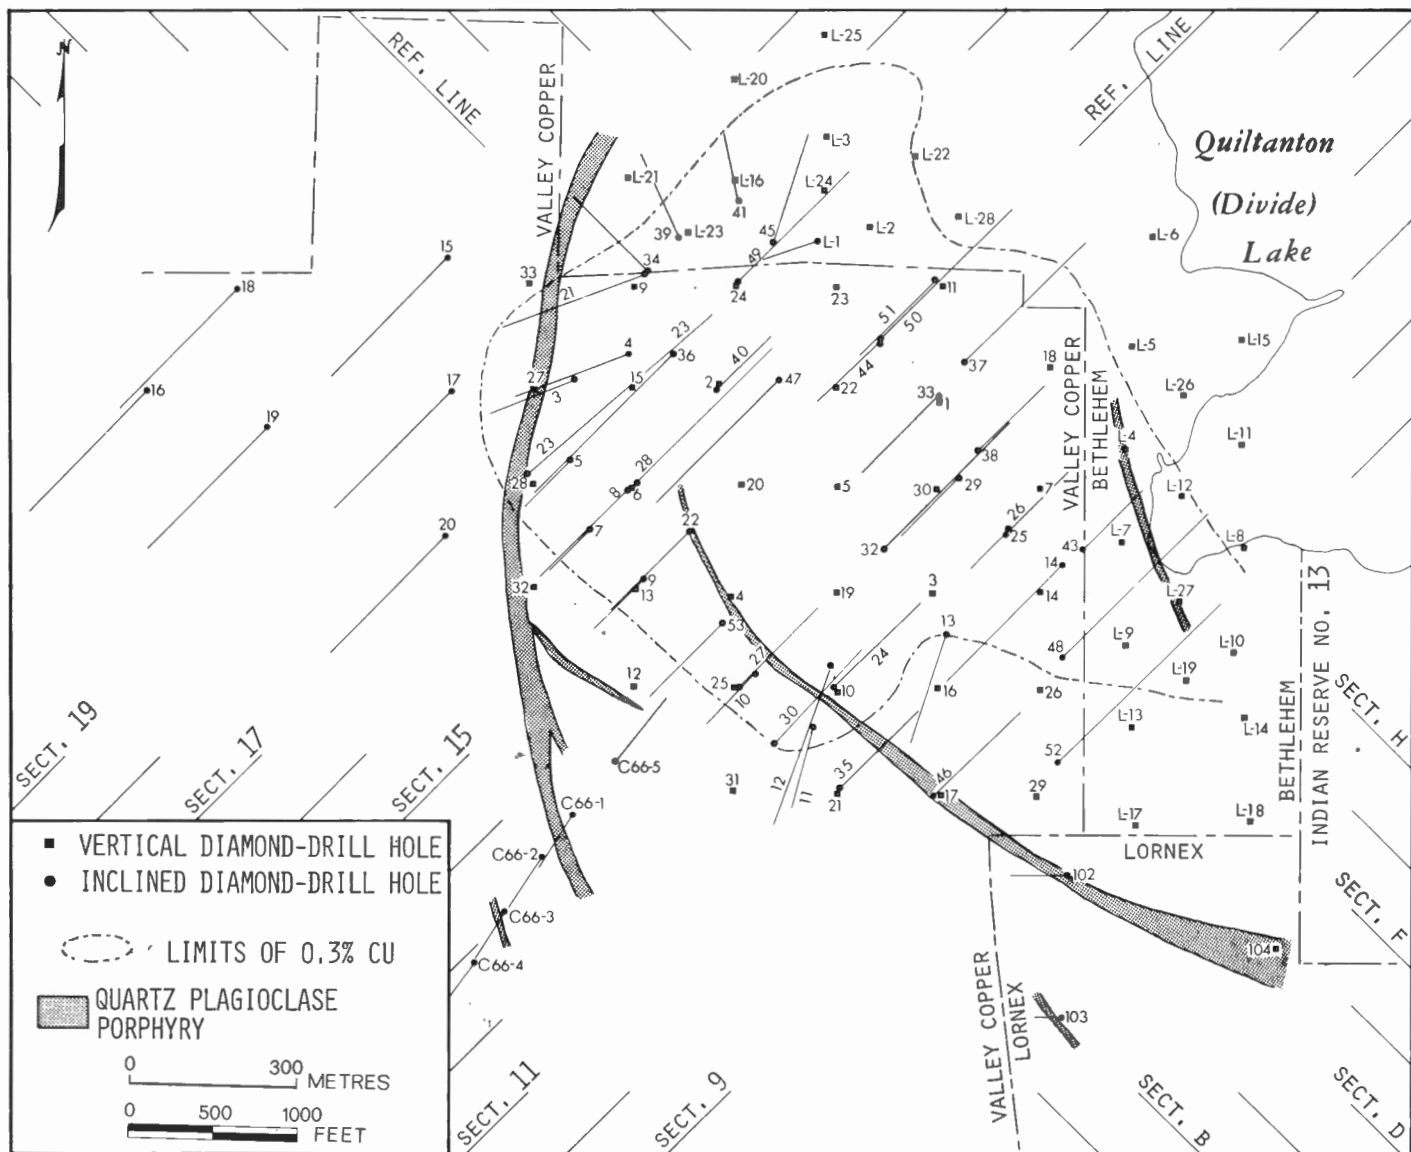 N
REF. LINE
VALLEY COPPER
REF. LINE
L-25
L-20
L-3
L-22
Quiltanton
(Divide)
Lake
L-21
L-16
L-24
41
L-28
L-2
L-6
39
L-23
45
L-1
15
34
49
18
33
21
9
24
23
11
51
50
L-5
L-15
23
4
36
40
44
37
18
VALLEY COPPER
BETHLEHEM
16
17
27
3
15
2
47
22
33
1
L-26
19
L-4
L-11
23
5
38
28
28
8
6
20
5
30
29
7
L-12
20
7
22
32
26
25
43
L-7
L-8
14
32
9
13
4
19
3
14
L-27
INDIAN RESERVE NO. 13
BETHLEHEM
53
13
48
L-9
L-10
27
24
12
25
10
10
16
26
L-19
SECT. H
30
L-13
L-14
SECT. 19
SECT. 17
SECT. 15
C66-5
52
31
12
11
35
21
46
17
29
L-17
L-18
C66-1
LORNEX
C66-2
102
C66-3
SECT. F
104
C66-4
VALLEY COPPER
LORNEX
103
SECT. 11
SECT. 9
SECT. B
SECT. D
VERTICAL DIAMOND-DRILL HOLE
INCLINED DIAMOND-DRILL HOLE
LIMITS OF 0.3% CU
QUARTZ PLAGIOCLASE
PORPHYRY
0 300
METRES
0 500 1000
FEET